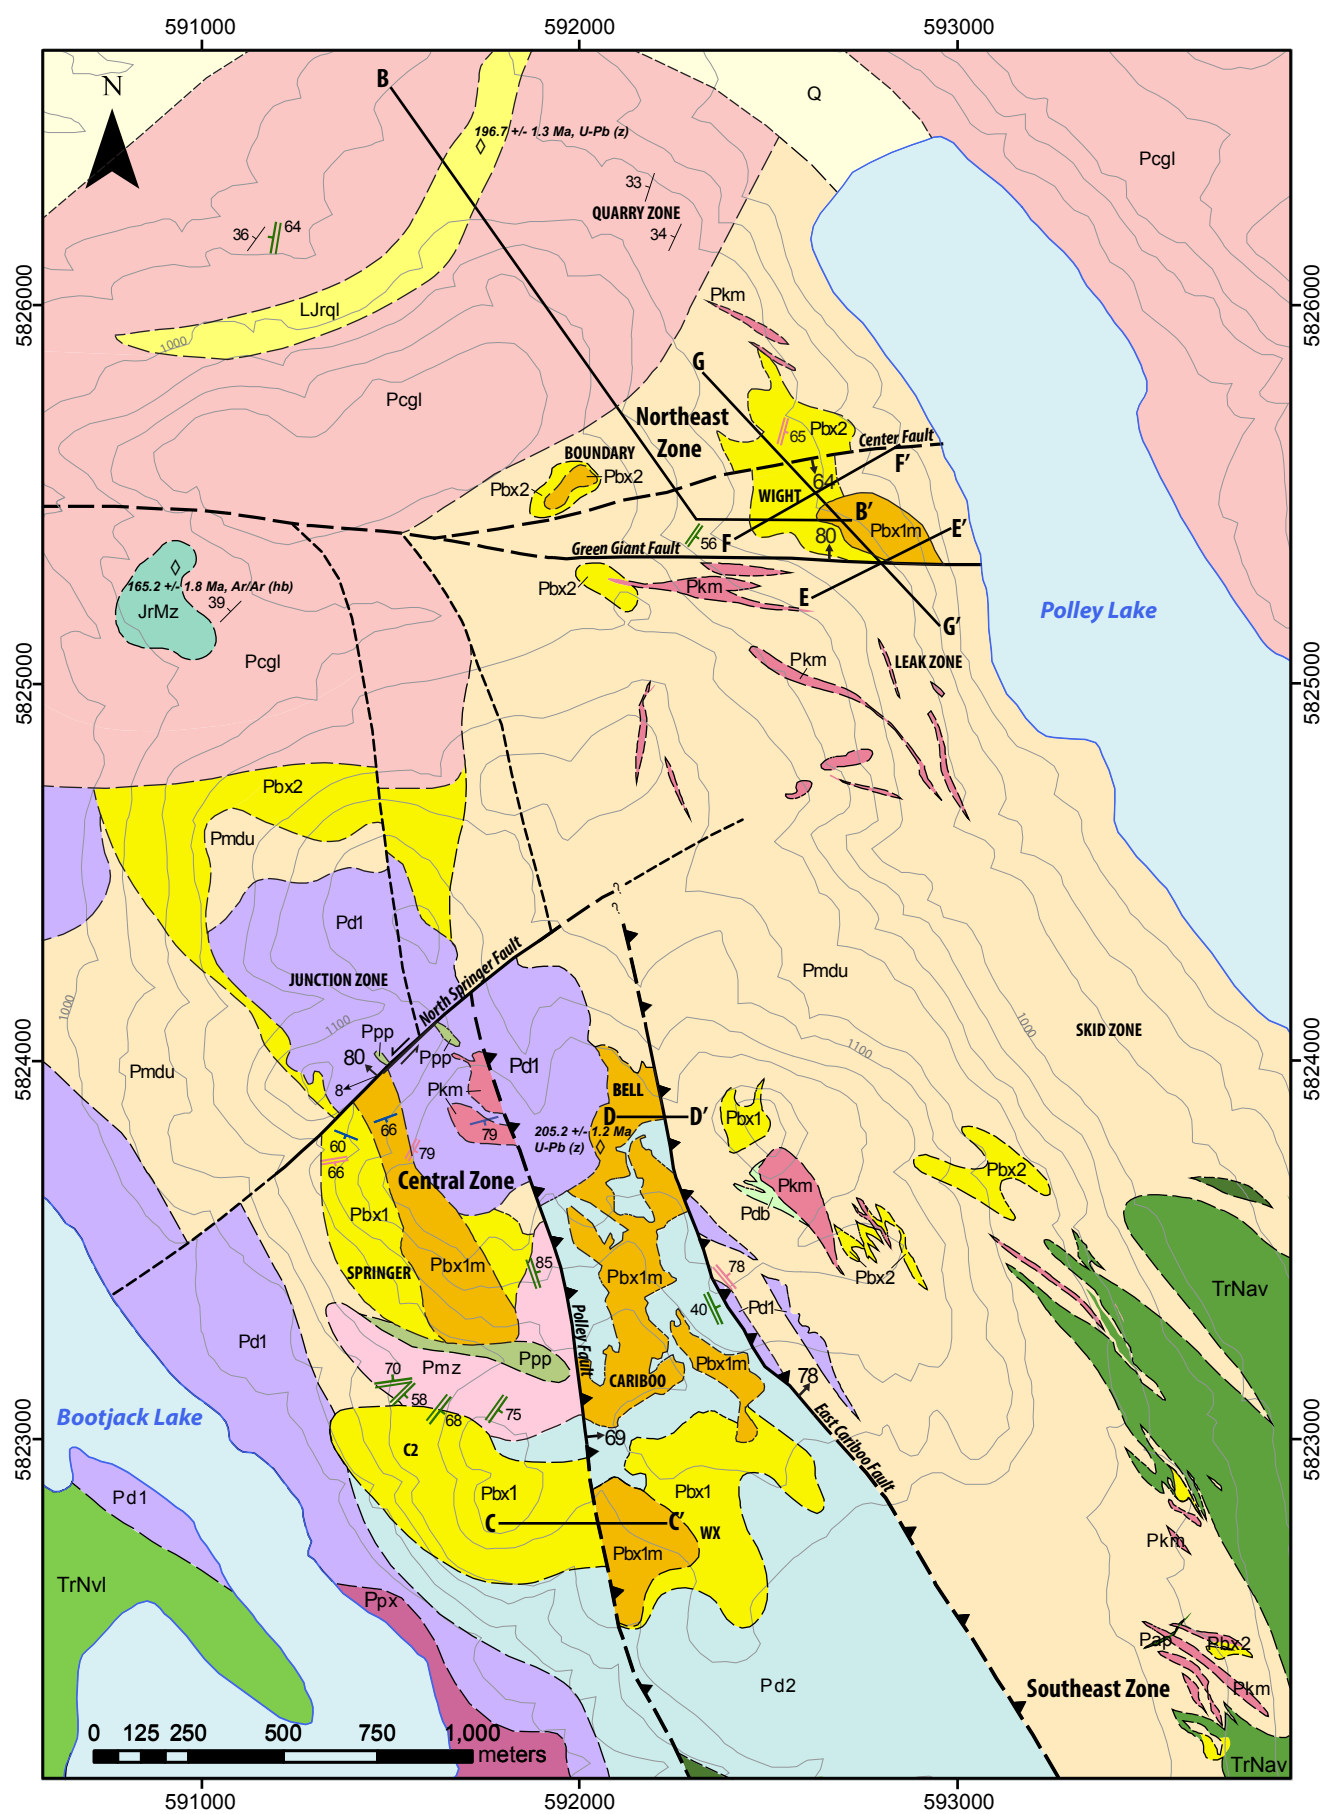 591000
592000
593000
N
B
Q
196.7 +/- 1.3 Ma, U-Pb (z)
Pcgl
33
QUARRY ZONE
34
36
64
5826000
5826000
LJrql
1000
Pkm
G
Pcgl
Northeast
Zone
Pbx2
65
Center Fault
BOUNDARY
F'
Pbx2
Pbx2
64
WIGHT
B'
Pbx1m
E'
80
F
56
Green Giant Fault
165.2 +/- 1.8 Ma, Ar/Ar (hb)
39
JrMz
Pbx2
Pkm
E
Polley Lake
G'
Pcgl
Pkm
LEAK ZONE
5825000
5825000
Pbx2
Pmdu
?
?
Pd1
North Springer Fault
JUNCTION ZONE
Pmdu
1000
1100
1000
SKID ZONE
5824000
5824000
Ppp
80
Ppp
Pd1
1100
Pmdu
8
Pkm
BELL
D
D'
Pbx1
66
60
79
205.2 +/- 1.2 Ma
U-Pb (z)
79
66
Central Zone
Pbx2
Pkm
Pdb
Pbx1
Pbx1m
SPRINGER
85
Pbx1m
78
Pbx2
TrNav
40
Pd1
Pd1
Polley Fault
Ppp
Pmz
Pbx1m
70
58
CARIBOO
78
68
75
Bootjack Lake
5823000
5823000
C2
69
East Cariboo Fault
Pd1
Pbx1
Pbx1
C
C'
WX
Pbx1m
Pkm
TrNvl
Ppx
Pap
Pbx2
Pd2
Southeast Zone
Pkm
0 125 250 500 750 1,000
meters
TrNav
591000
592000
593000